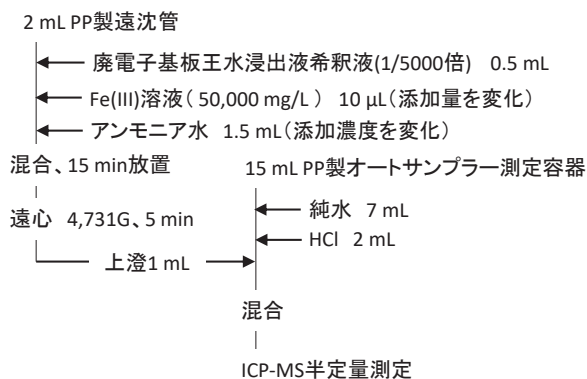 2 mL PP製遠沈管
廃電子基板王水浸出液希釈液(1/5000倍) 0.5 mL
Fe(III)溶液( 50,000 mg/L ) 10 µL(添加量を変化)
アンモニア水 1.5 mL(添加濃度を変化)
混合、15 min放置
15 mL PP製オートサンプラー測定容器
純水 7 mL
遠心 4,731G、5 min
HCl 2 mL
上澄1 mL
混合
ICP-MS半定量測定